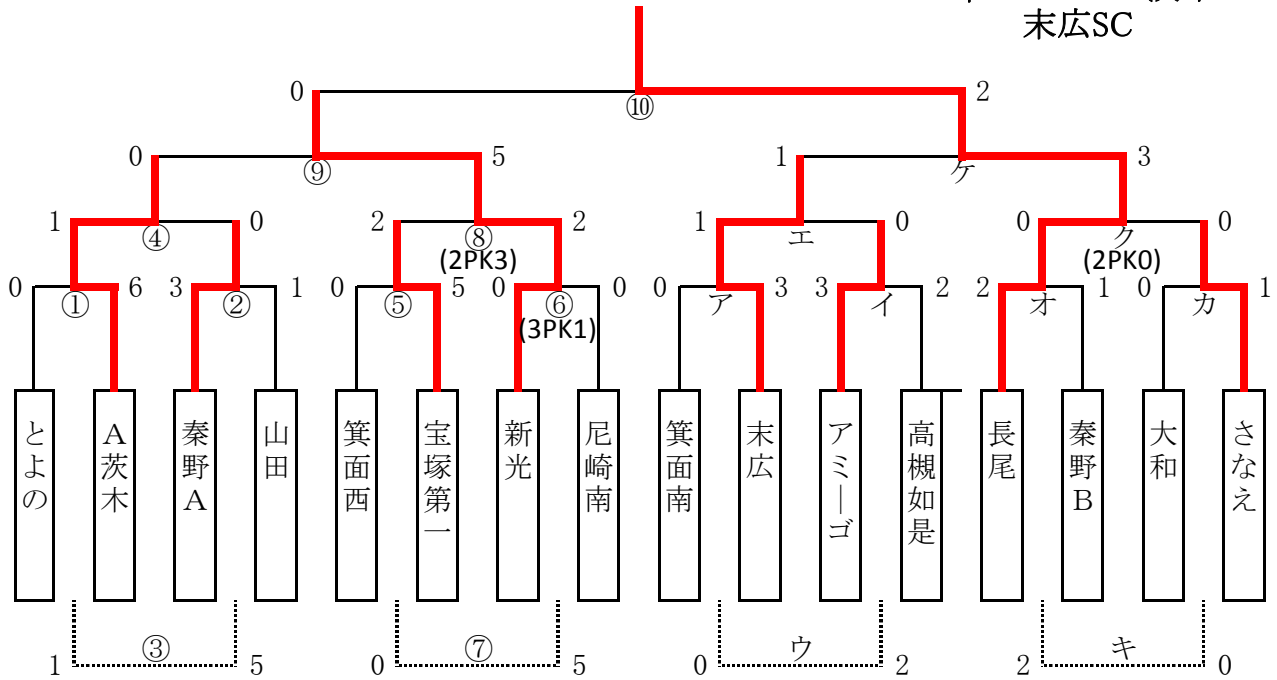 末広SC
0 ⑩ 2
0 ⑨ 5 1 ケ 3
1 ④ 0 2 ⑧ 2 1 エ 0 0 ク 0
(2PK3) (2PK0)
0 ① 6 3 ② 1 0 ⑤ 5 0 ⑥ 0 0 ア 3 3 イ 2 2 オ 1 0 カ 1
(3PK1)
とよの
A茨木
秦野A
山田
箕面西
宝塚第一
新光
尼崎南
箕面南
末広
アミーゴ
高槻如是
長尾
秦野B
大和
さなえ
1 ③ 5 0 ⑦ 5 0 ウ 2 2 キ 0